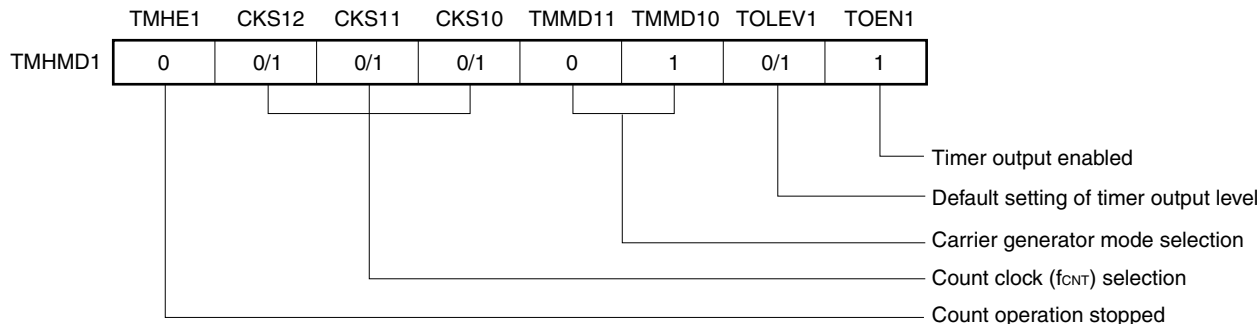 TMHE1 CKS12 CKS11 CKS10 TMMD11 TMMD10 TOLEV1 TOEN1
TMHMD1 0 0/1 0/1 0/1 0 1 0/1 1
Timer output enabled
Default setting of timer output level
Carrier generator mode selection
Count clock (fCNT) selection
Count operation stopped